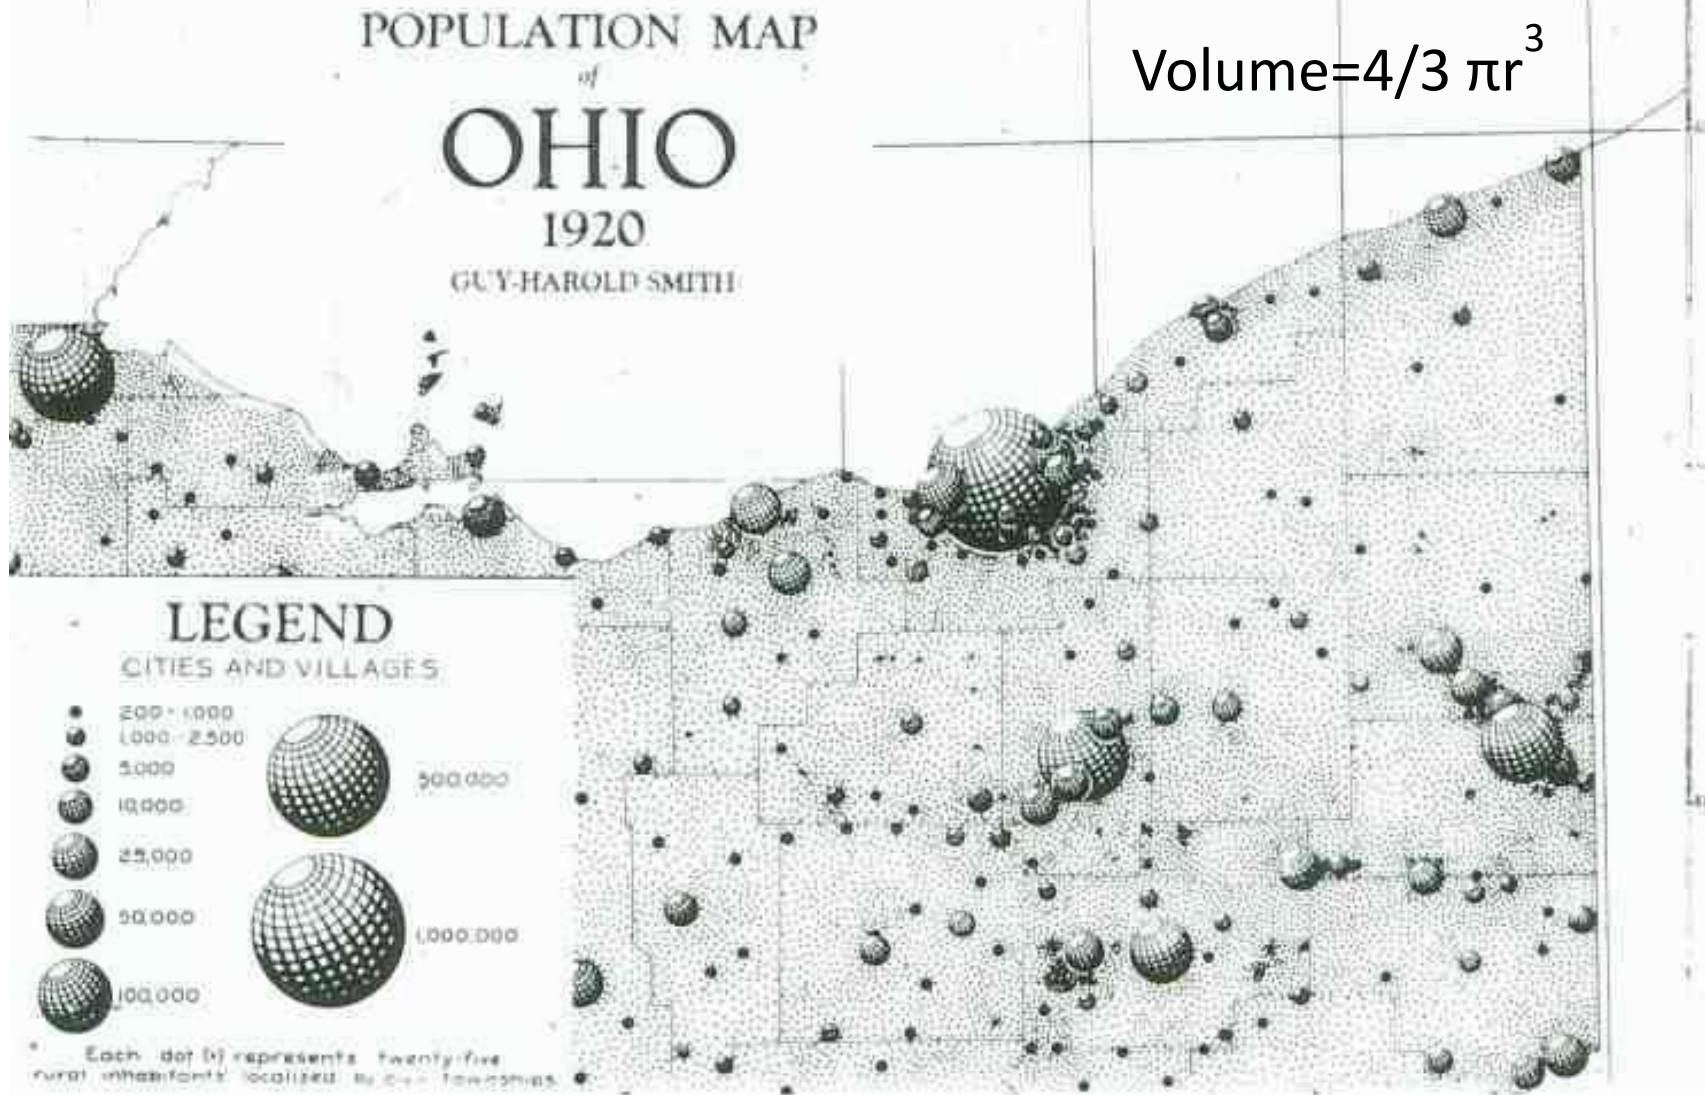 POPULATION MAP
of
OHIO
1920
GUY-HAROLD SMITH
Volume=4/3 πr³
LEGEND
CITIES AND VILLAGES
200 - 1,000
1,000 - 2,500
5,000
10,000
25,000
50,000
100,000
500,000
1,000,000
* Each dot [•] represents twenty-five
rural inhabitants localized by civil townships.